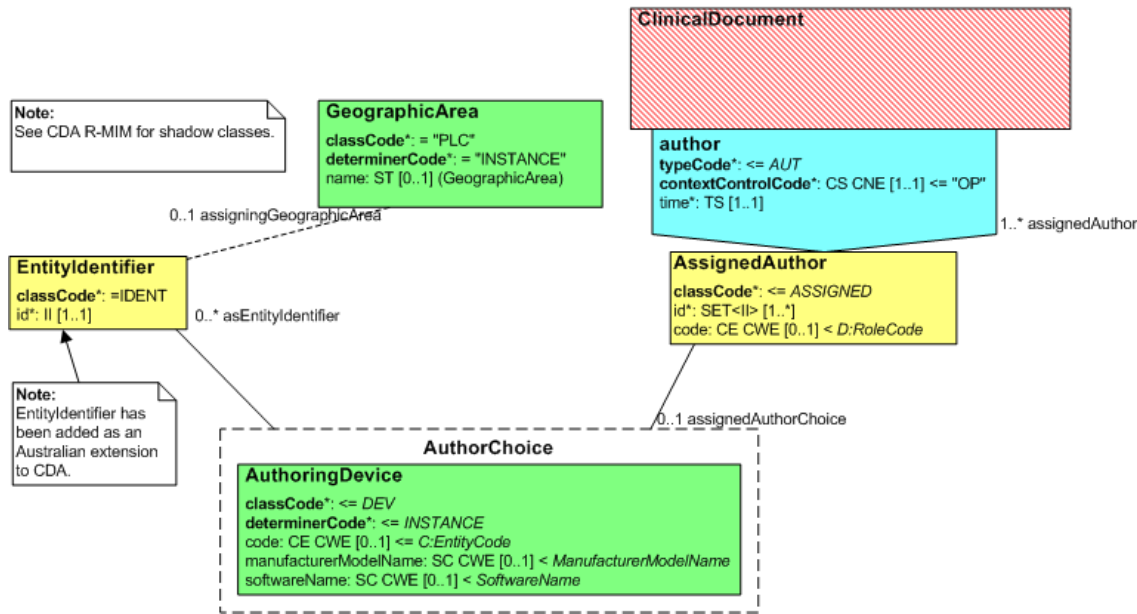 ClinicalDocument
Note:
See CDA R-MIM for shadow classes.
GeographicArea
classCode*: = "PLC"
determinerCode*: = "INSTANCE"
name: ST [0..1] (GeographicArea)
author
typeCode*: <= AUT
contextControlCode*: CS CNE [1..1] <= "OP"
time*: TS [1..1]
0..1 assigningGeographicArea
1..* assignedAuthor
EntityIdentifier
classCode*: =IDENT
id*: II [1..1]
0..* asEntityIdentifier
AssignedAuthor
classCode*: <= ASSIGNED
id*: SET<II> [1..*]
code: CE CWE [0..1] < D:RoleCode
Note:
EntityIdentifier has
been added as an
Australian extension
to CDA.
0..1 assignedAuthorChoice
AuthorChoice
AuthoringDevice
classCode*: <= DEV
determinerCode*: <= INSTANCE
code: CE CWE [0..1] <= C:EntityCode
manufacturerModelName: SC CWE [0..1] < ManufacturerModelName
softwareName: SC CWE [0..1] < SoftwareName